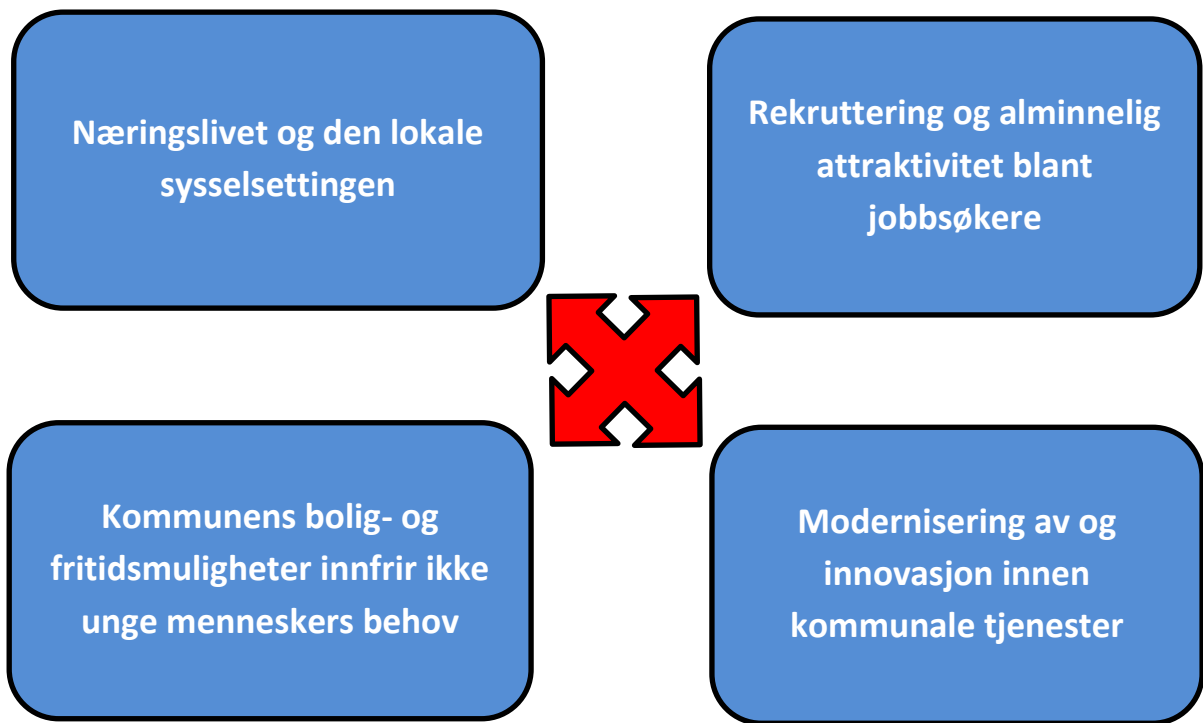 Næringslivet og den lokale
sysselsettingen
Rekruttering og alminnelig
attraktivitet blant
jobbsøkere
Kommunens bolig- og
fritidsmuligheter innfrir ikke
unge menneskers behov
Modernisering av og
innovasjon innen
kommunale tjenester